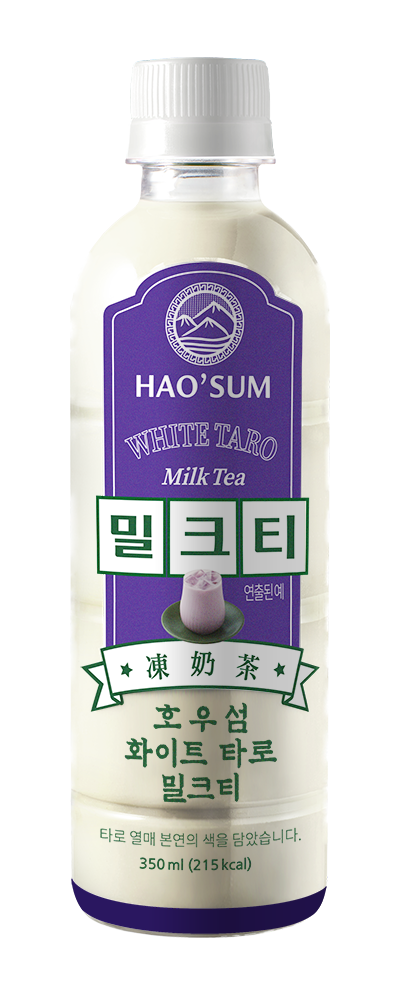 HAO'SUM
WHITE TARO
Milk Tea
밀크티
연출된 예
凍奶茶
호우섬
화이트 타로
밀크티
타로 열매 본연의 색을 담았습니다.
350 ml (215 kcal)